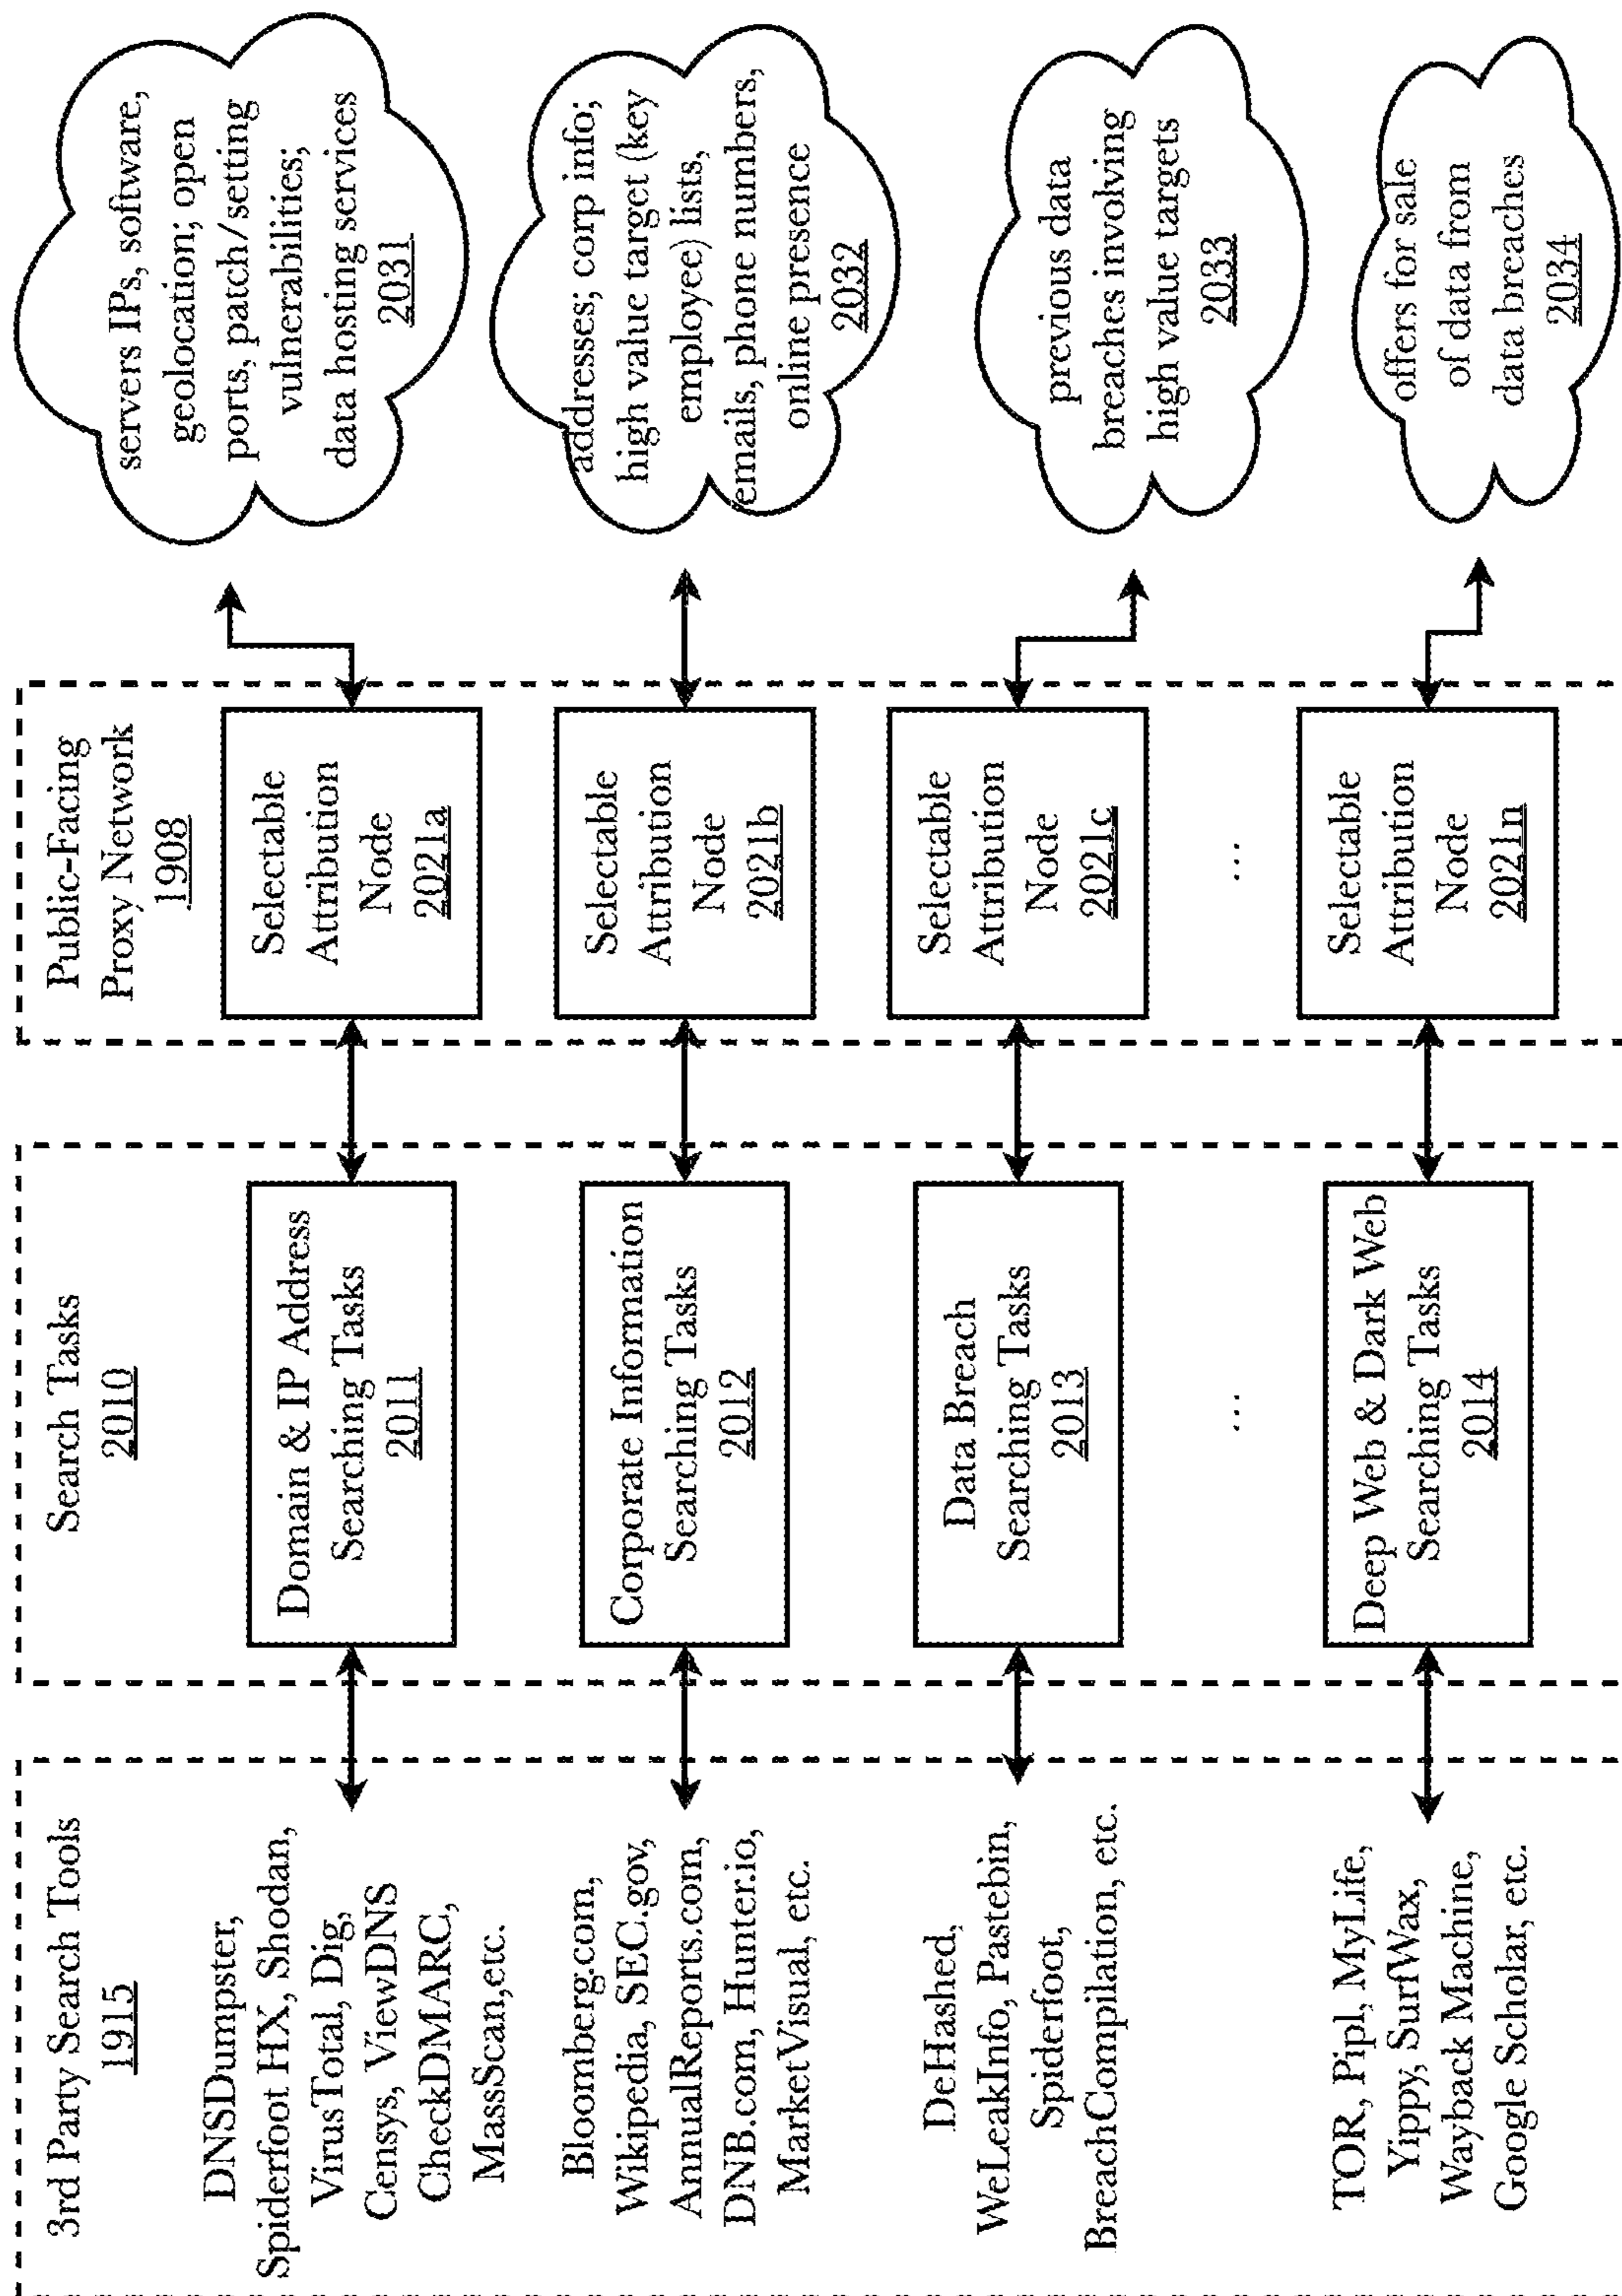 3rd Party Search Tools
1915
DNSDumpster,
Spiderfoot HX, Shodan,
VirusTotal, Dig,
Censys, ViewDNS
CheckDMARC,
MassScan,etc.
Bloomberg.com,
Wikipedia, SEC.gov,
AnnualReports.com,
DNB.com, Hunter.io,
MarketVisual, etc.
DeHashed,
WeLeakInfo, Pastebin,
Spiderfoot,
BreachCompilation, etc.
TOR, Pipl, MyLife,
Yippy, SurfWax,
Wayback Machine,
Google Scholar, etc.
Search Tasks
2010
Domain & IP Address
Searching Tasks
2011
Corporate Information
Searching Tasks
2012
Data Breach
Searching Tasks
2013
...
Deep Web & Dark Web
Searching Tasks
2014
Public-Facing
Proxy Network
1908
Selectable
Attribution
Node
2021a
Selectable
Attribution
Node
2021b
Selectable
Attribution
Node
2021c
...
Selectable
Attribution
Node
2021n
servers IPs, software,
geolocation; open
ports, patch/setting
vulnerabilities;
data hosting services
2031
addresses; corp info;
high value target (key
employee) lists,
emails, phone numbers,
online presence
2032
previous data
breaches involving
high value targets
2033
offers for sale
of data from
data breaches
2034